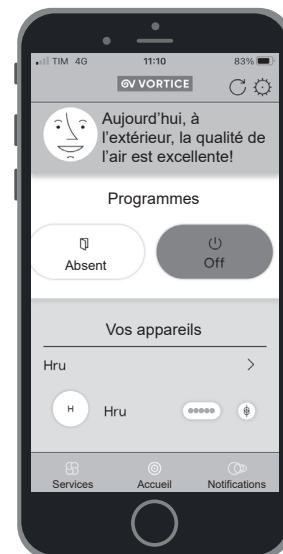 TIM 4G 11:10 83%
VORTICE
Aujourd'hui, à
l'extérieur, la qualité de
l'air est excellente!
Programmes
Absent
Off
Vos appareils
Hru >
H Hru
Services Accueil Notifications